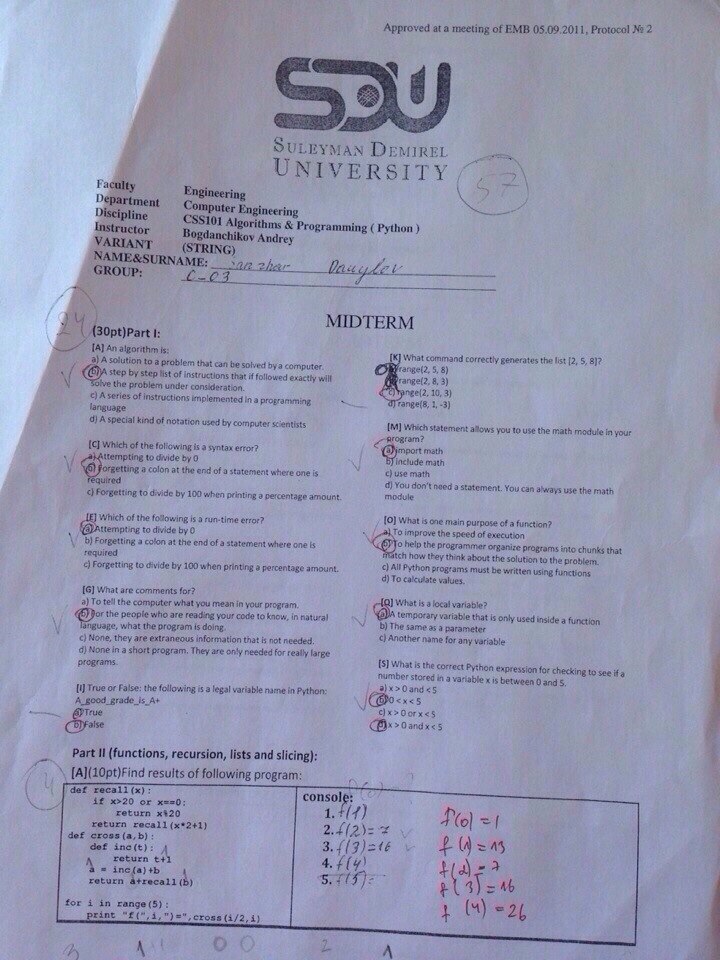 Approved at a meeting of EMB 05.09.2011, Protocol № 2
SDU
SULEYMAN DEMIREL
UNIVERSITY
57
Faculty Engineering
Department Computer Engineering
Discipline CSS101 Algorithms & Programming ( Python )
Instructor Bogdanchikov Andrey
VARIANT (STRING)
NAME&SURNAME: Sanzhar Dauylov
GROUP: C-03
MIDTERM
24
(30pt)Part I:
[A] An algorithm is:
a) A solution to a problem that can be solved by a computer.
b) A step by step list of instructions that if followed exactly will
solve the problem under consideration.
c) A series of instructions implemented in a programming
language
d) A special kind of notation used by computer scientists
[C] Which of the following is a syntax error?
a) Attempting to divide by 0
b) Forgetting a colon at the end of a statement where one is
required
c) Forgetting to divide by 100 when printing a percentage amount.
[E] Which of the following is a run-time error?
a) Attempting to divide by 0
b) Forgetting a colon at the end of a statement where one is
required
c) Forgetting to divide by 100 when printing a percentage amount.
[G] What are comments for?
a) To tell the computer what you mean in your program.
b) For the people who are reading your code to know, in natural
language, what the program is doing.
c) None, they are extraneous information that is not needed.
d) None in a short program. They are only needed for really large
programs.
[I] True or False: the following is a legal variable name in Python:
A_good_grade_is_A+
a) True
b) False
[K] What command correctly generates the list [2, 5, 8]?
range(2, 5, 8)
range(2, 8, 3)
c) range(2, 10, 3)
d) range(8, 1, -3)
[M] Which statement allows you to use the math module in your
program?
a) import math
b) include math
c) use math
d) You don't need a statement. You can always use the math
module
[O] What is one main purpose of a function?
a) To improve the speed of execution
b) To help the programmer organize programs into chunks that
match how they think about the solution to the problem.
c) All Python programs must be written using functions
d) To calculate values.
[Q] What is a local variable?
a) A temporary variable that is only used inside a function
b) The same as a parameter
c) Another name for any variable
[S] What is the correct Python expression for checking to see if a
number stored in a variable x is between 0 and 5.
a) x > 0 and < 5
b) 0 < x < 5
c) x > 0 or x < 5
d) x > 0 and x < 5
Part II (functions, recursion, lists and slicing):
4
[A](10pt)Find results of following program:
def recall(x):
if x>20 or x==0:
return x%20
return recall(x*2+1)
def cross(a,b):
def inc(t):
return t+1
a = inc(a)+b
return a+recall(b)
for i in range(5):
print "f(",i,")=",cross(i/2,i)
console:
1. f(1)
2. f(2)=7
3. f(3)=16
4. f(4)
5. f(5)=
f(0)=1
f(1)=13
f(2)=7
f(3)=16
f(4)=26
3 1 0 0 2 1